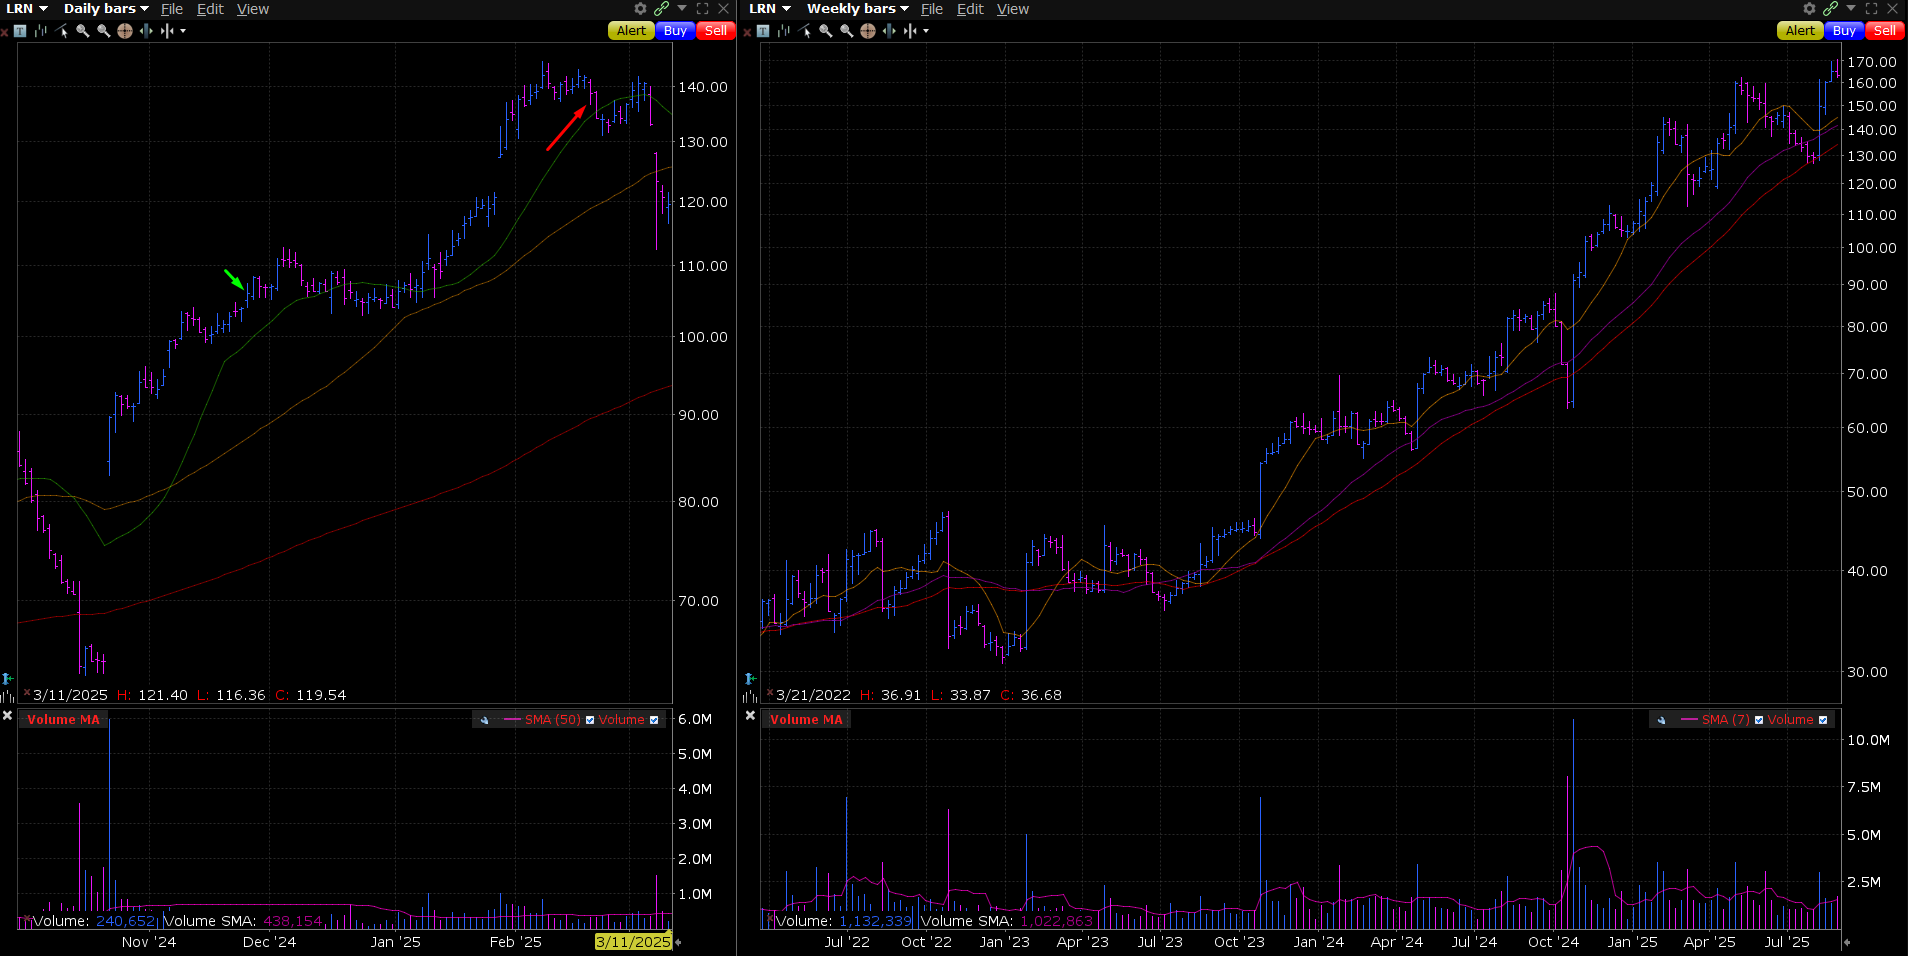 LRN Daily bars File Edit View
Alert Buy Sell
140.00
130.00
120.00
110.00
100.00
90.00
80.00
70.00
3/11/2025 H: 121.40 L: 116.36 C: 119.54
Volume MA SMA (50) Volume
6.0M
5.0M
4.0M
3.0M
2.0M
1.0M
Volume: 240,652 Volume SMA: 438,154
Nov '24 Dec '24 Jan '25 Feb '25 3/11/2025
LRN Weekly bars File Edit View
Alert Buy Sell
170.00
160.00
150.00
140.00
130.00
120.00
110.00
100.00
90.00
80.00
70.00
60.00
50.00
40.00
30.00
3/21/2022 H: 36.91 L: 33.87 C: 36.68
Volume MA SMA (7) Volume
10.0M
7.5M
5.0M
2.5M
Volume: 1,132,339 Volume SMA: 1,022,863
Jul '22 Oct '22 Jan '23 Apr '23 Jul '23 Oct '23 Jan '24 Apr '24 Jul '24 Oct '24 Jan '25 Apr '25 Jul '25